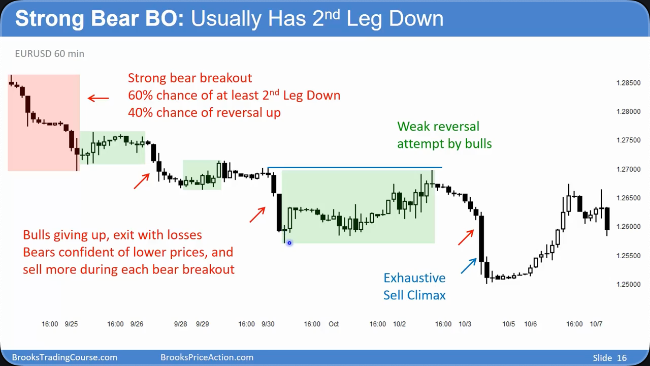 Strong Bear BO: Usually Has 2nd Leg Down
EURUSD 60 min
Strong bear breakout
60% chance of at least 2nd Leg Down
40% chance of reversal up
Weak reversal
attempt by bulls
Bulls giving up, exit with losses
Bears confident of lower prices, and
sell more during each bear breakout
Exhaustive
Sell Climax
1.28500
1.28000
1.27500
1.27000
1.26500
1.26000
1.25500
1.25000
16:00 9/25 16:00 9/26 9/28 9/29 16:00 9/30 16:00 Oct 16:00 10/2 16:00 10/3 10/5 10/6 16:00 10/7
BrooksTradingCourse.com BrooksPriceAction.com Slide 16